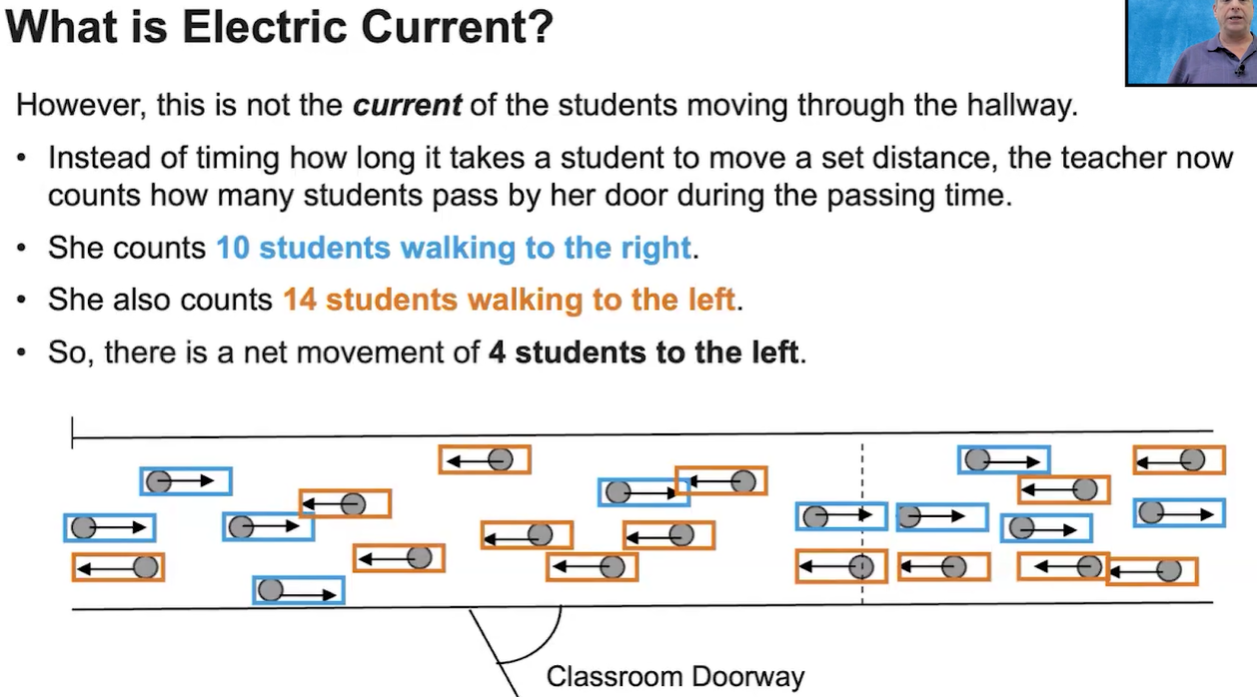 What is Electric Current?
However, this is not the current of the students moving through the hallway.
• Instead of timing how long it takes a student to move a set distance, the teacher now
counts how many students pass by her door during the passing time.
• She counts 10 students walking to the right.
• She also counts 14 students walking to the left.
• So, there is a net movement of 4 students to the left.
Classroom Doorway